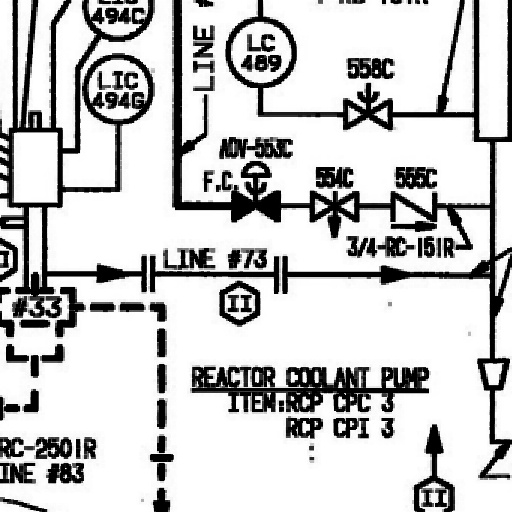 494C
LIC
494G
LINE #
LC
489
558C
AOV-553C
F.C.
554C
555C
3/4-RC-151R
LINE #73
II
#33
REACTOR COOLANT PUMP
ITEM:RCP CPC 3
RCP CPI 3
RC-2501R
INE #83
II